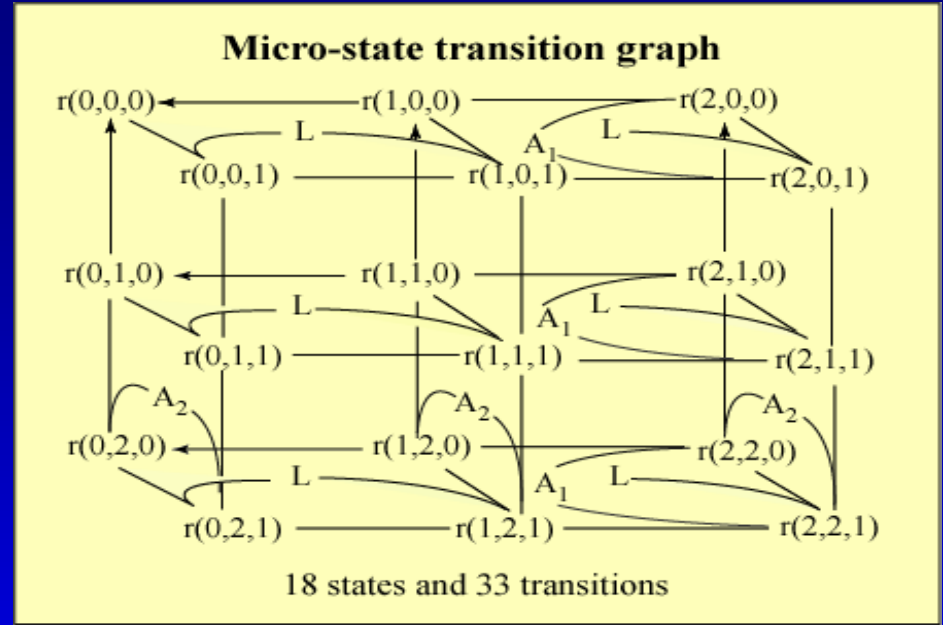 Micro-state transition graph
r(0,0,0) r(1,0,0) r(2,0,0)
L L
A1
r(0,0,1) r(1,0,1) r(2,0,1)
r(0,1,0) r(1,1,0) r(2,1,0)
L L
A1
r(0,1,1) r(1,1,1) r(2,1,1)
A2 A2 A2
r(0,2,0) r(1,2,0) r(2,2,0)
L A1 L
r(0,2,1) r(1,2,1) r(2,2,1)
18 states and 33 transitions